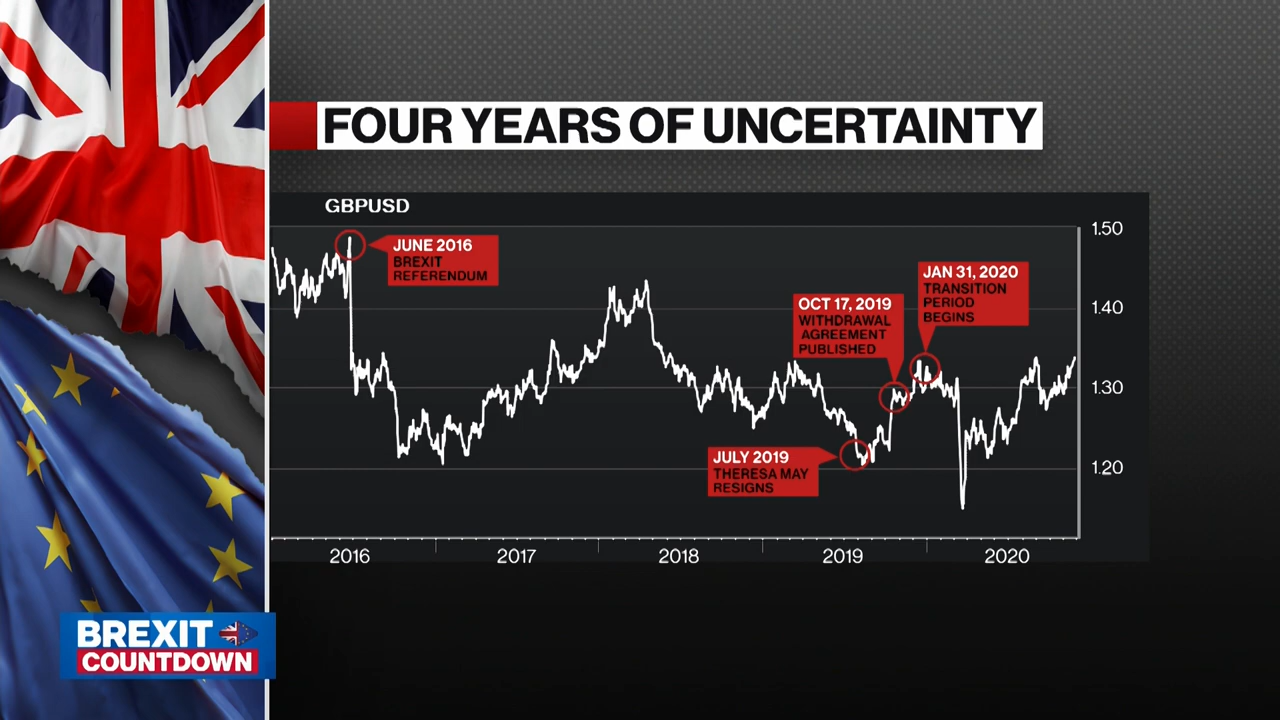 FOUR YEARS OF UNCERTAINTY
GBPUSD
1.50
1.40
1.30
1.20
JUNE 2016
BREXIT
REFERENDUM
JULY 2019
THERESA MAY
RESIGNS
OCT 17, 2019
WITHDRAWAL
AGREEMENT
PUBLISHED
JAN 31, 2020
TRANSITION
PERIOD
BEGINS
2016 2017 2018 2019 2020
BREXIT
COUNTDOWN